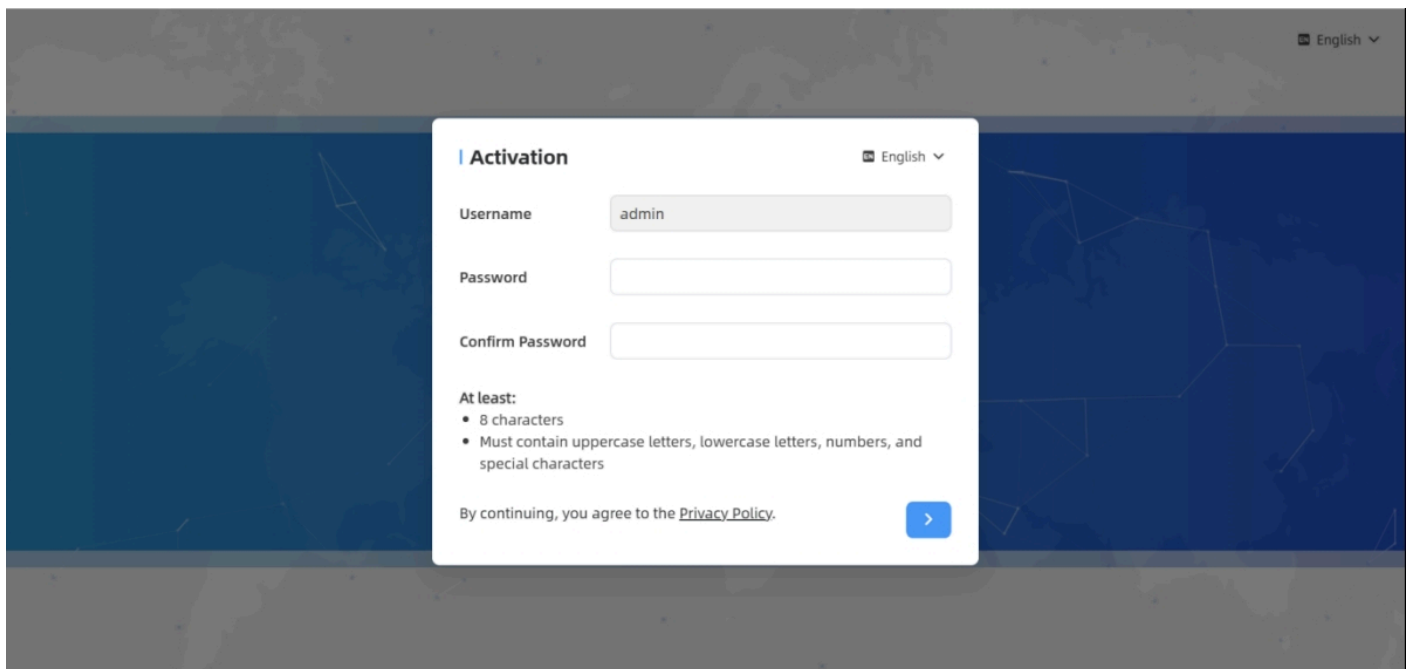 English
Activation
English
Username
admin
Password
Confirm Password
At least:
8 characters
Must contain uppercase letters, lowercase letters, numbers, and
special characters
By continuing, you agree to the Privacy Policy.